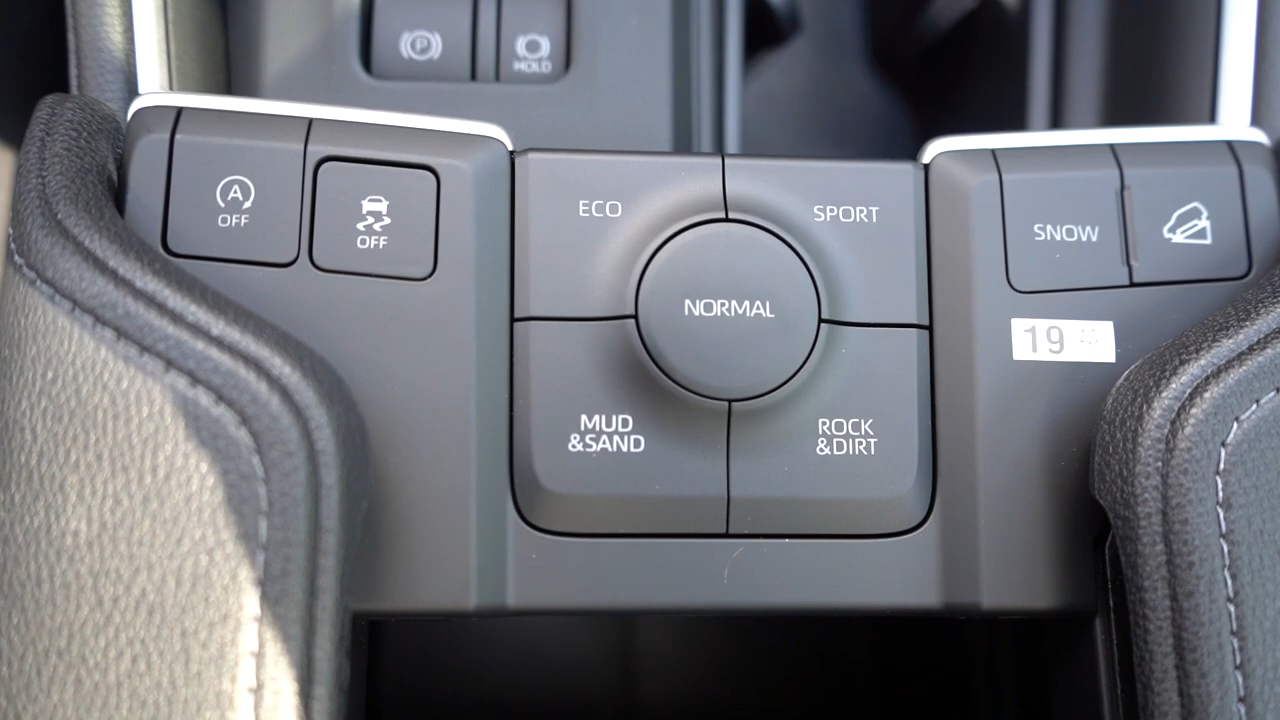 P
HOLD
A
OFF
OFF
ECO
SPORT
SNOW
NORMAL
19
MUD
&SAND
ROCK
&DIRT